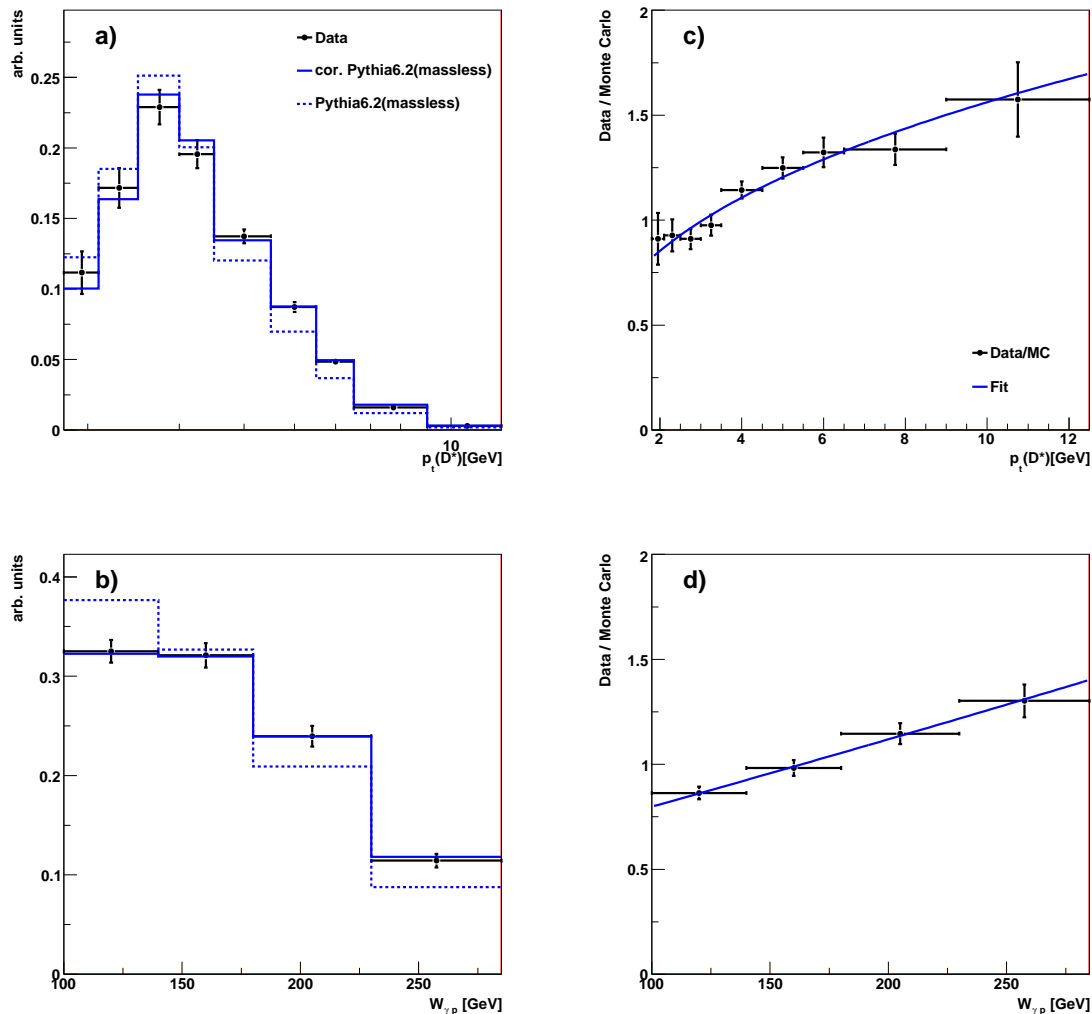 arb. units
a)
Data
cor. Pythia6.2(massless)
Pythia6.2(massless)
0.25
0.2
0.15
0.1
0.05
0
10
p_t(D*)[GeV]
Data / Monte Carlo
c)
2
1.5
1
0.5
0
Data/MC
Fit
2 4 6 8 10 12
p_t(D*)[GeV]
arb. units
b)
0.4
0.3
0.2
0.1
0
100 150 200 250
W_γp [GeV]
Data / Monte Carlo
d)
2
1.5
1
0.5
0
100 150 200 250
W_γp [GeV]